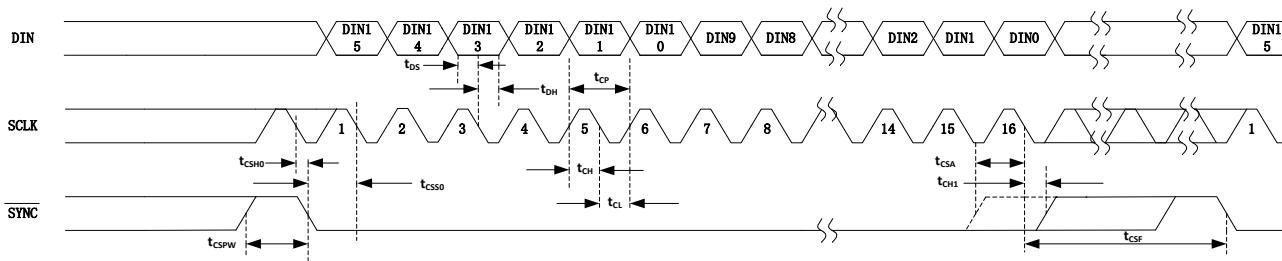 DIN
DIN1
5
DIN1
4
DIN1
3
DIN1
2
DIN1
1
DIN1
0
DIN9
DIN8
DIN2
DIN1
DIN0
DIN1
5
tDS
tDH
tCP
SCLK
1
2
3
4
5
6
7
8
14
15
16
1
tCSH0
tCSS0
tCH
tCL
tCSA
tCH1
SYNC
tCSPW
tCSF